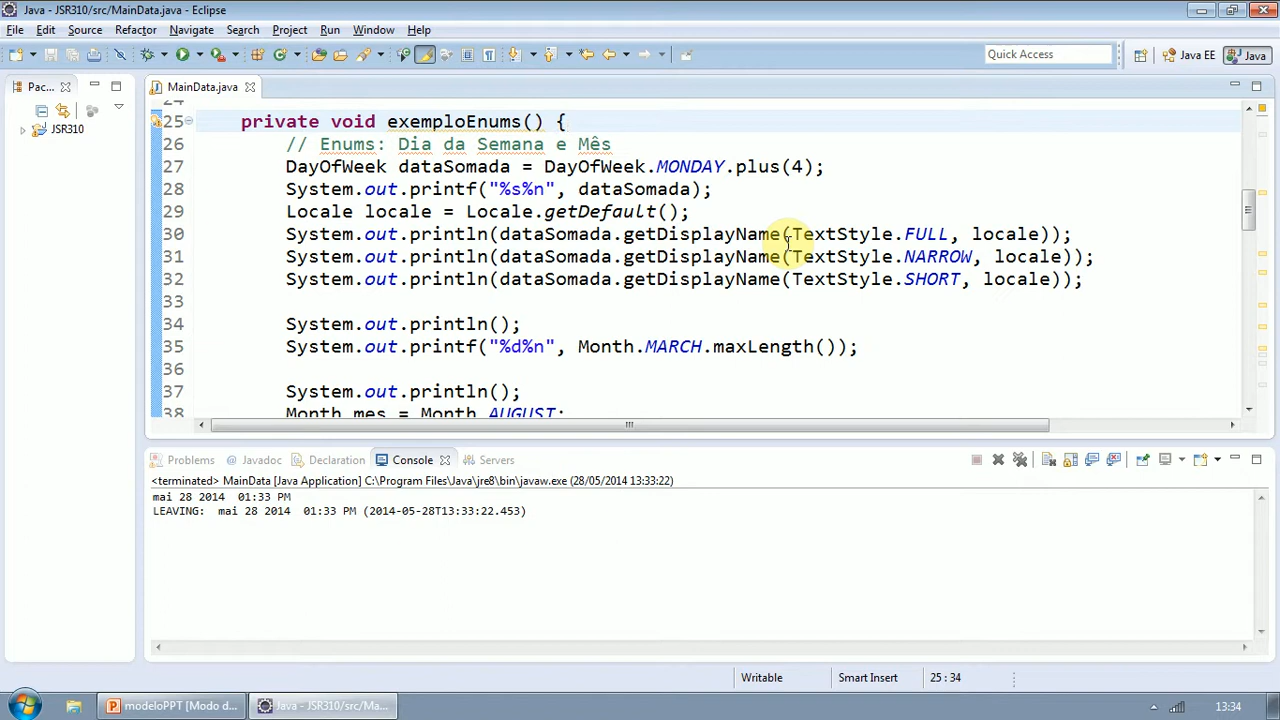 Java - JSR310/src/MainData.java - Eclipse
File Edit Source Refactor Navigate Search Project Run Window Help
Quick Access
Java EE
Java
Pac...
MainData.java
JSR310
24
25 private void exemploEnums() {
26 // Enums: Dia da Semana e Mês
27 DayOfWeek dataSomada = DayOfWeek.MONDAY.plus(4);
28 System.out.printf("%s%n", dataSomada);
29 Locale locale = Locale.getDefault();
30 System.out.println(dataSomada.getDisplayName(TextStyle.FULL, locale));
31 System.out.println(dataSomada.getDisplayName(TextStyle.NARROW, locale));
32 System.out.println(dataSomada.getDisplayName(TextStyle.SHORT, locale));
33
34 System.out.println();
35 System.out.printf("%d%n", Month.MARCH.maxLength());
36
37 System.out.println();
38 Month mes = Month.AUGUST;
Problems @ Javadoc Declaration Console Servers
<terminated> MainData [Java Application] C:\Program Files\Java\jre8\bin\javaw.exe (28/05/2014 13:33:22)
mai 28 2014 01:33 PM
LEAVING: mai 28 2014 01:33 PM (2014-05-28T13:33:22.453)
Writable
Smart Insert
25 : 34
modeloPPT [Modo d...
Java - JSR310/src/Ma...
13:34